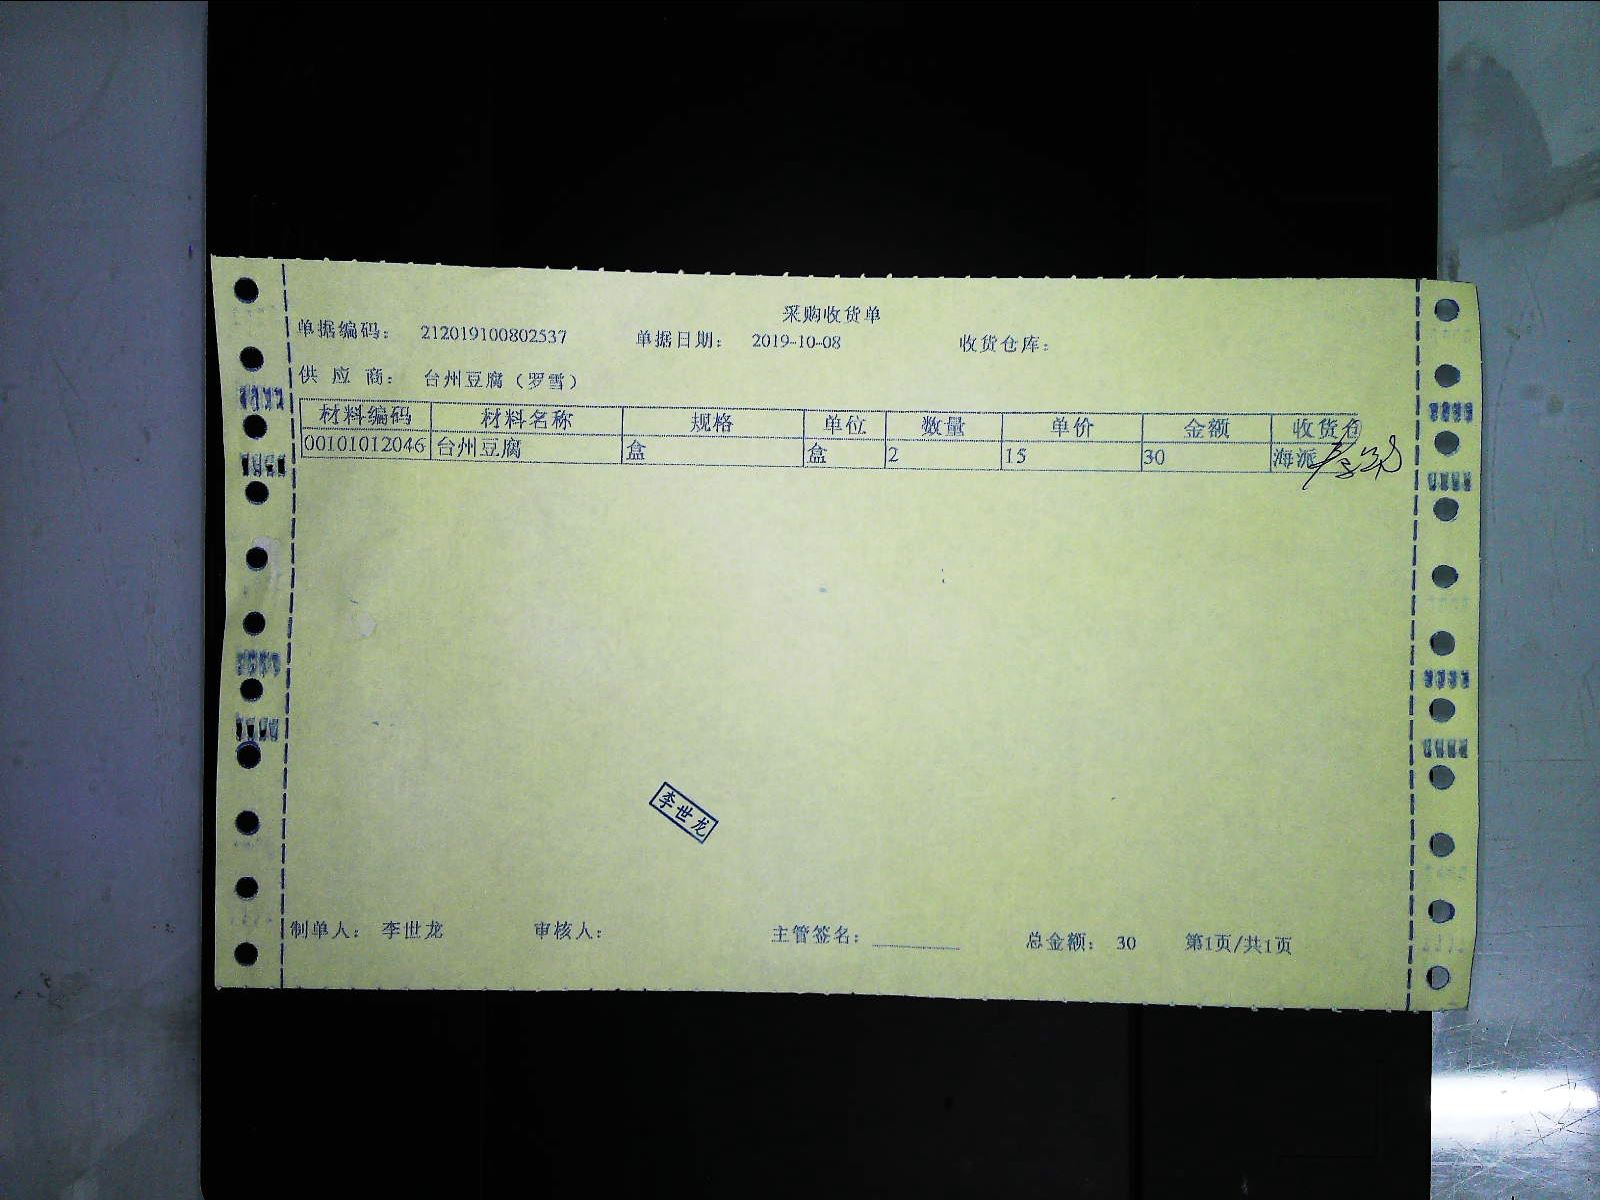 采购收货单
单据编码： 212019100802537 单据日期： 2019-10-08 收货仓库：
供 应 商： 台州豆腐（罗雪）
材料编码 材料名称 规格 单位 数量 单价 金额 收货仓
00101012046 台州豆腐 盒 盒 2 15 30 海派
李世龙
制单人： 李世龙 审核人： 主管签名： 总金额： 30 第1页/共1页